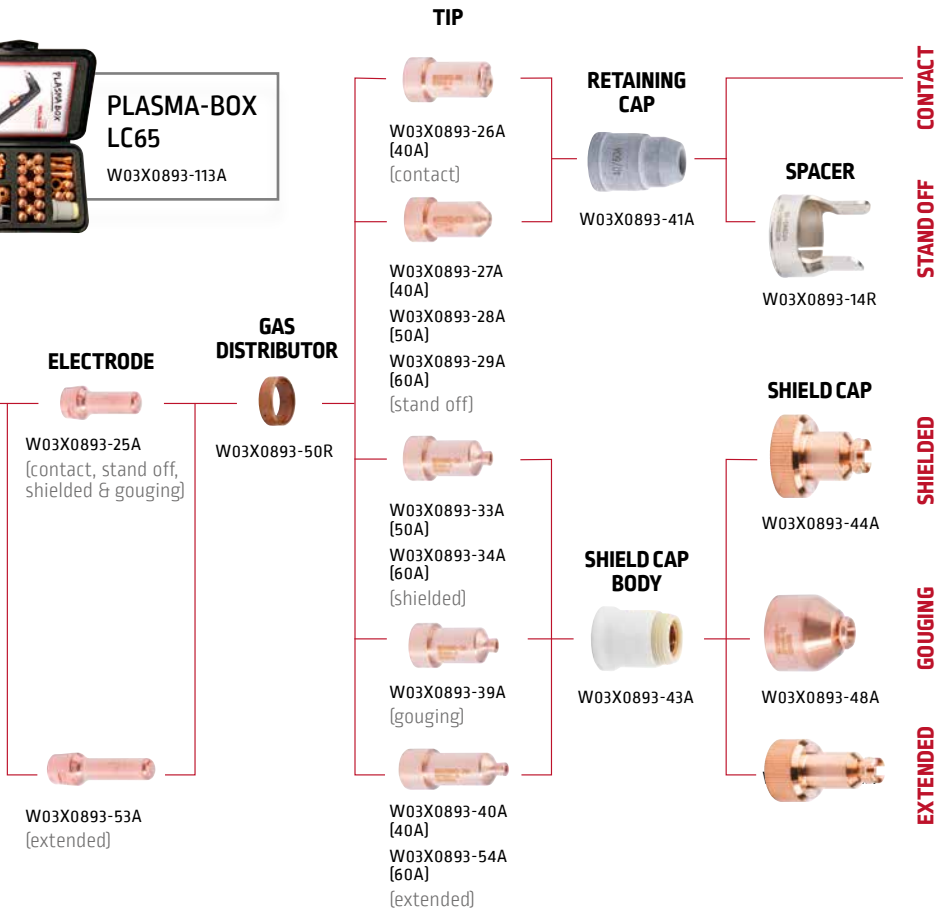 TIP
PLASMA BOX
PLASMA-BOX
LC65
W03X0893-113A
W03X0893-26A
(40A)
(contact)
RETAINING
CAP
40/60A
W03X0893-41A
CONTACT
SPACER
W03X0893-14R
STAND OFF
W03X0893-27A
(40A)
W03X0893-28A
(50A)
W03X0893-29A
(60A)
(stand off)
ELECTRODE
W03X0893-25A
(contact, stand off,
shielded & gouging)
GAS
DISTRIBUTOR
W03X0893-50R
W03X0893-33A
(50A)
W03X0893-34A
(60A)
(shielded)
SHIELD CAP
W03X0893-44A
SHIELDED
SHIELD CAP
BODY
W03X0893-43A
W03X0893-39A
(gouging)
W03X0893-48A
GOUGING
W03X0893-53A
(extended)
W03X0893-40A
(40A)
W03X0893-54A
(60A)
(extended)
EXTENDED